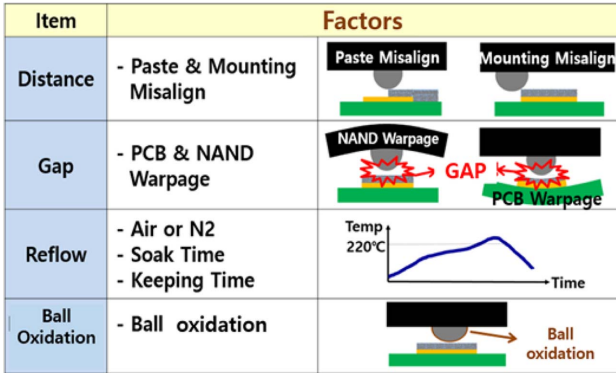 Item
Factors
Distance
- Paste & Mounting
Misalign
Paste Misalign
Mounting Misalign
Gap
- PCB & NAND
Warpage
NAND Warpage
GAP
PCB Warpage
Reflow
- Air or N2
- Soak Time
- Keeping Time
Temp
220℃
Time
Ball
Oxidation
- Ball oxidation
Ball
oxidation